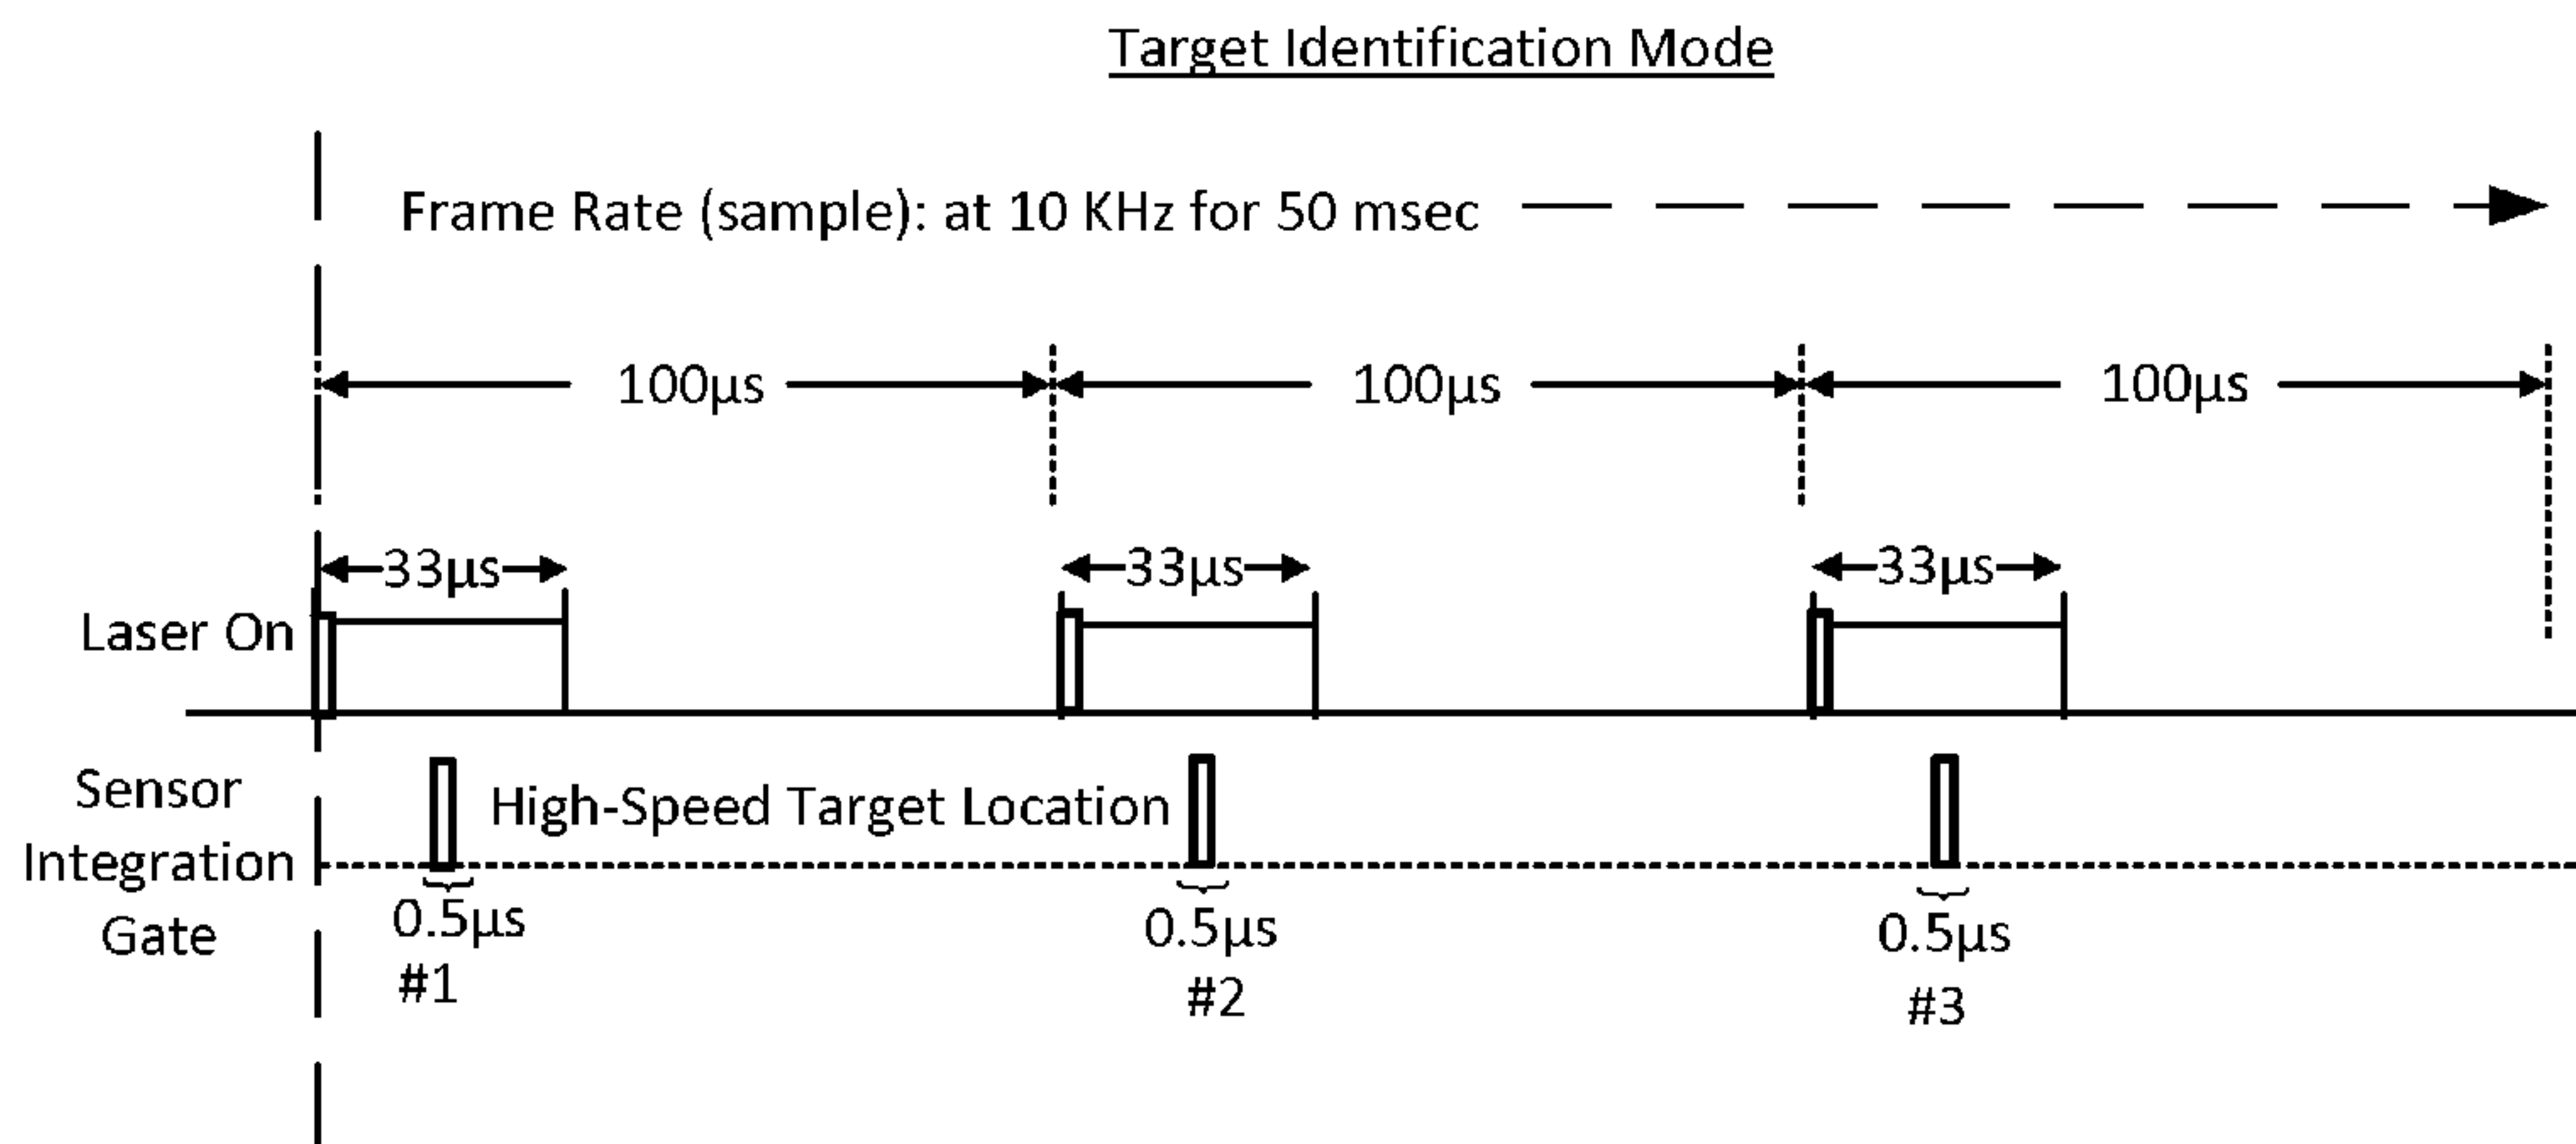 Target Identification Mode
Frame Rate (sample): at 10 KHz for 50 msec
100µs
100µs
100µs
33µs
33µs
33µs
Laser On
Sensor
Integration
Gate
High-Speed Target Location
0.5µs
#1
0.5µs
#2
0.5µs
#3